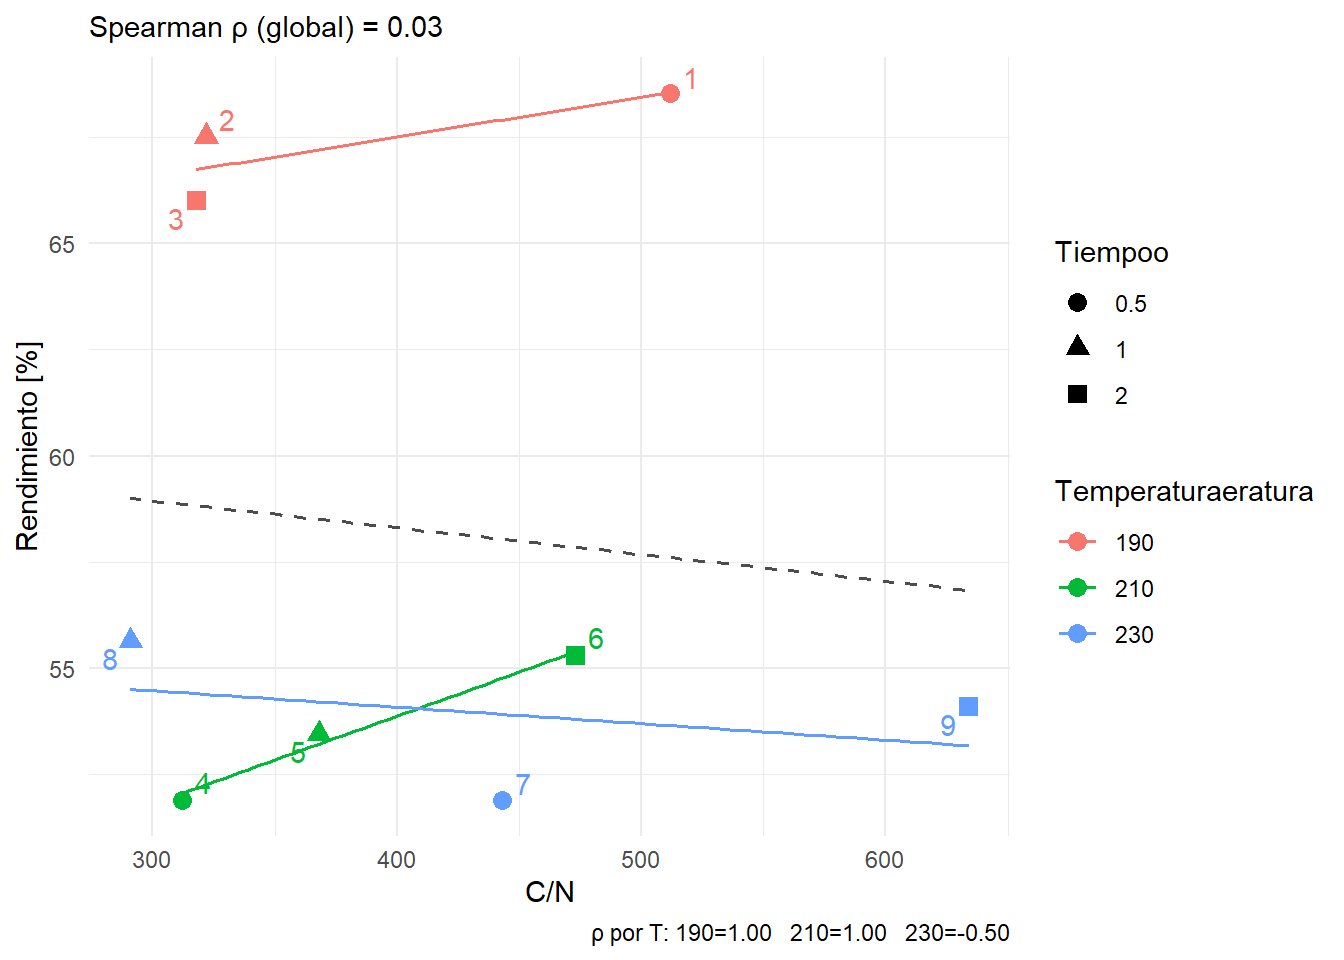 Spearman ρ (global) = 0.03
1
2
3
65
60
55
8
6
5
4
9
7
300 400 500 600
Rendimiento [%]
C/N
Tiempoo
0.5
1
2
Temperaturaeratura
190
210
230
ρ por T: 190=1.00 210=1.00 230=-0.50